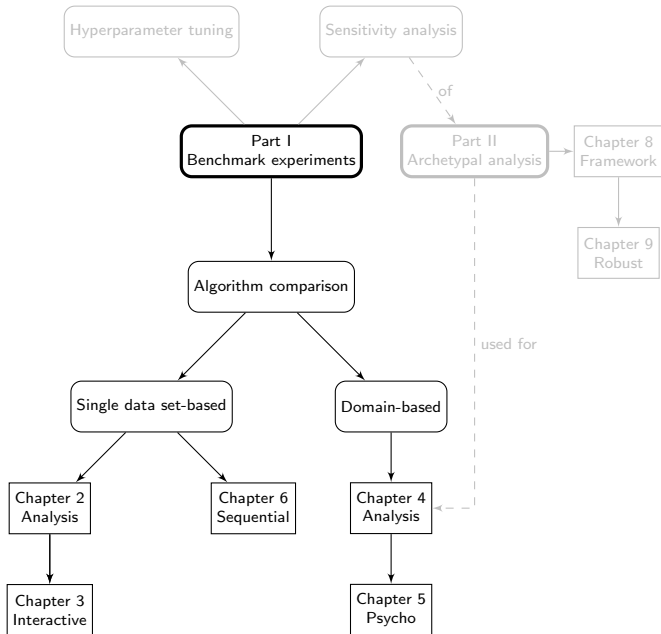 Hyperparameter tuning
Sensitivity analysis
of
Part I
Benchmark experiments
Part II
Archetypal analysis
Chapter 8
Framework
Chapter 9
Robust
Algorithm comparison
used for
Single data set-based
Domain-based
Chapter 2
Analysis
Chapter 6
Sequential
Chapter 4
Analysis
Chapter 3
Interactive
Chapter 5
Psycho